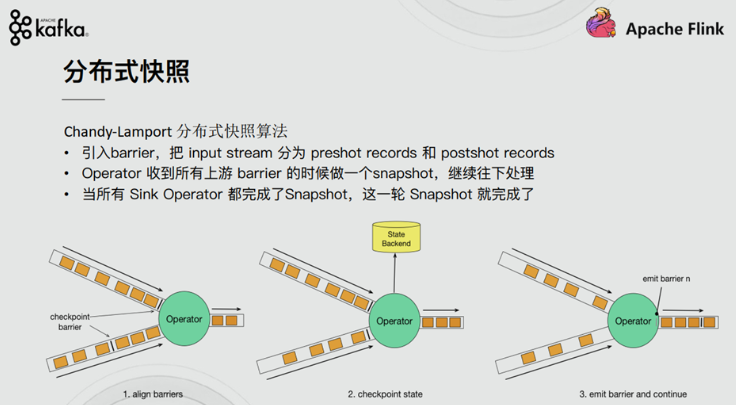 APACHE
kafka
Apache Flink
分布式快照
Chandy-Lamport 分布式快照算法
• 引入barrier，把 input stream 分为 preshot records 和 postshot records
• Operator 收到所有上游 barrier 的时候做一个snapshot，继续往下处理
• 当所有 Sink Operator 都完成了Snapshot，这一轮 Snapshot 就完成了
checkpoint
barrier
Operator
1. align barriers
State
Backend
Operator
2. checkpoint state
emit barrier n
Operator
3. emit barrier and continue